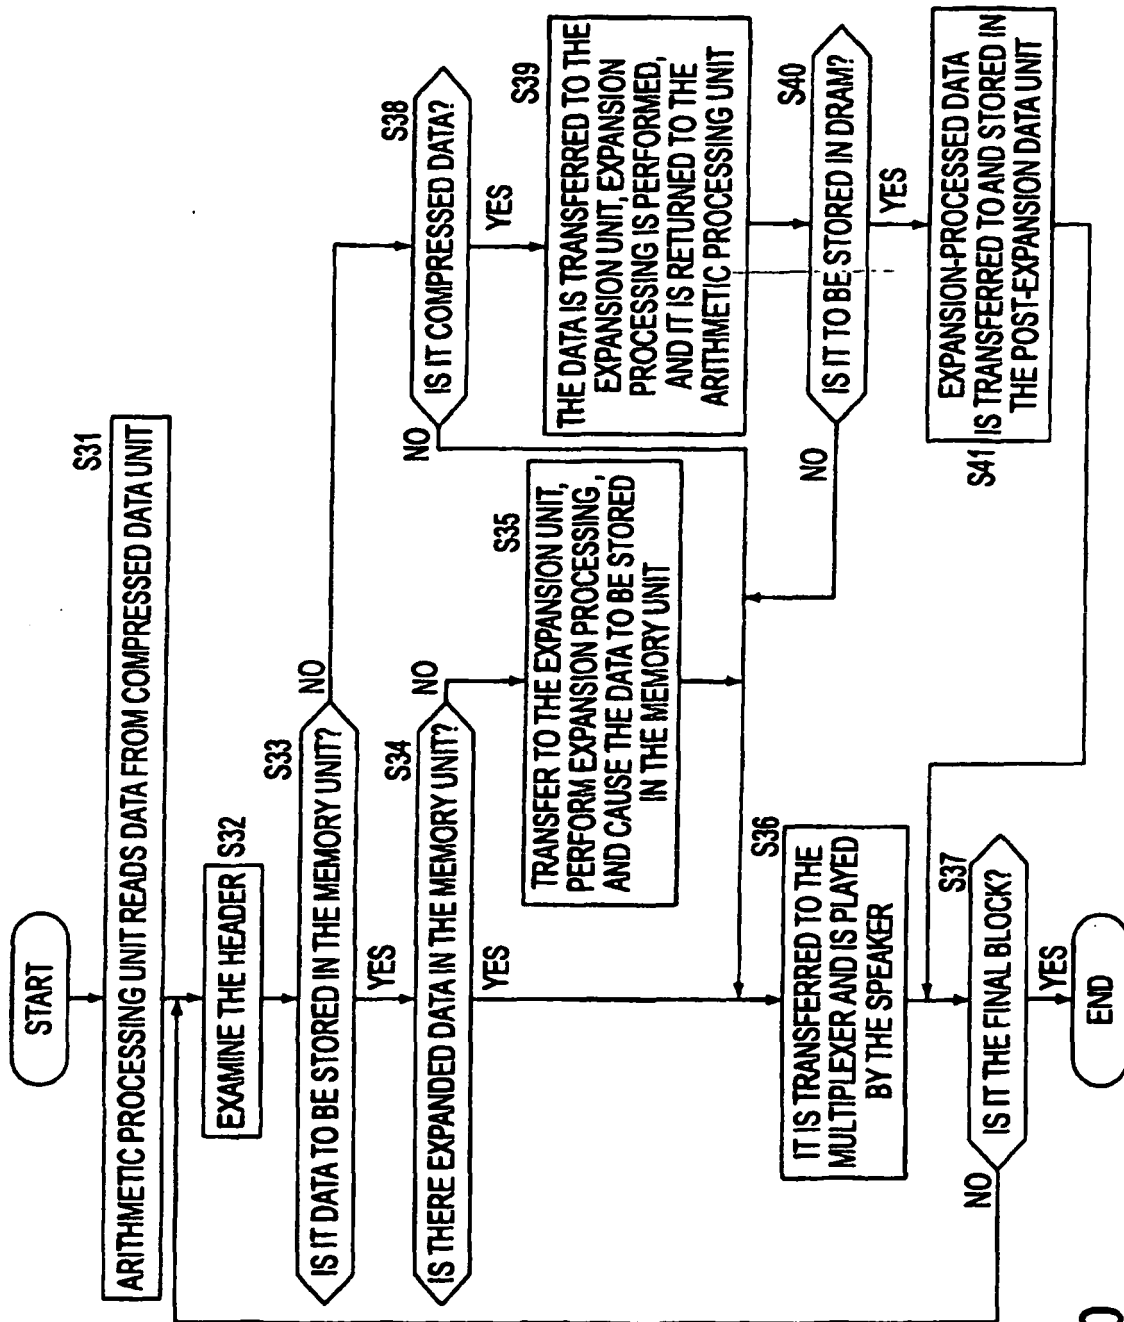 START
S31
ARITHMETIC PROCESSING UNIT READS DATA FROM COMPRESSED DATA UNIT
EXAMINE THE HEADER
S32
S33
IS IT DATA TO BE STORED IN THE MEMORY UNIT?
NO
YES
S34
IS THERE EXPANDED DATA IN THE MEMORY UNIT?
NO
YES
S35
TRANSFER TO THE EXPANSION UNIT,
PERFORM EXPANSION PROCESSING,
AND CAUSE THE DATA TO BE STORED
IN THE MEMORY UNIT
S36
IT IS TRANSFERRED TO THE
MULTIPLEXER AND IS PLAYED
BY THE SPEAKER
S37
IS IT THE FINAL BLOCK?
NO
YES
END
S38
IS IT COMPRESSED DATA?
NO
YES
S39
THE DATA IS TRANSFERRED TO THE
EXPANSION UNIT, EXPANSION
PROCESSING IS PERFORMED,
AND IT IS RETURNED TO THE
ARITHMETIC PROCESSING UNIT
S40
IS IT TO BE STORED IN DRAM?
NO
YES
S41
EXPANSION-PROCESSED DATA
IS TRANSFERRED TO AND STORED IN
THE POST-EXPANSION DATA UNIT